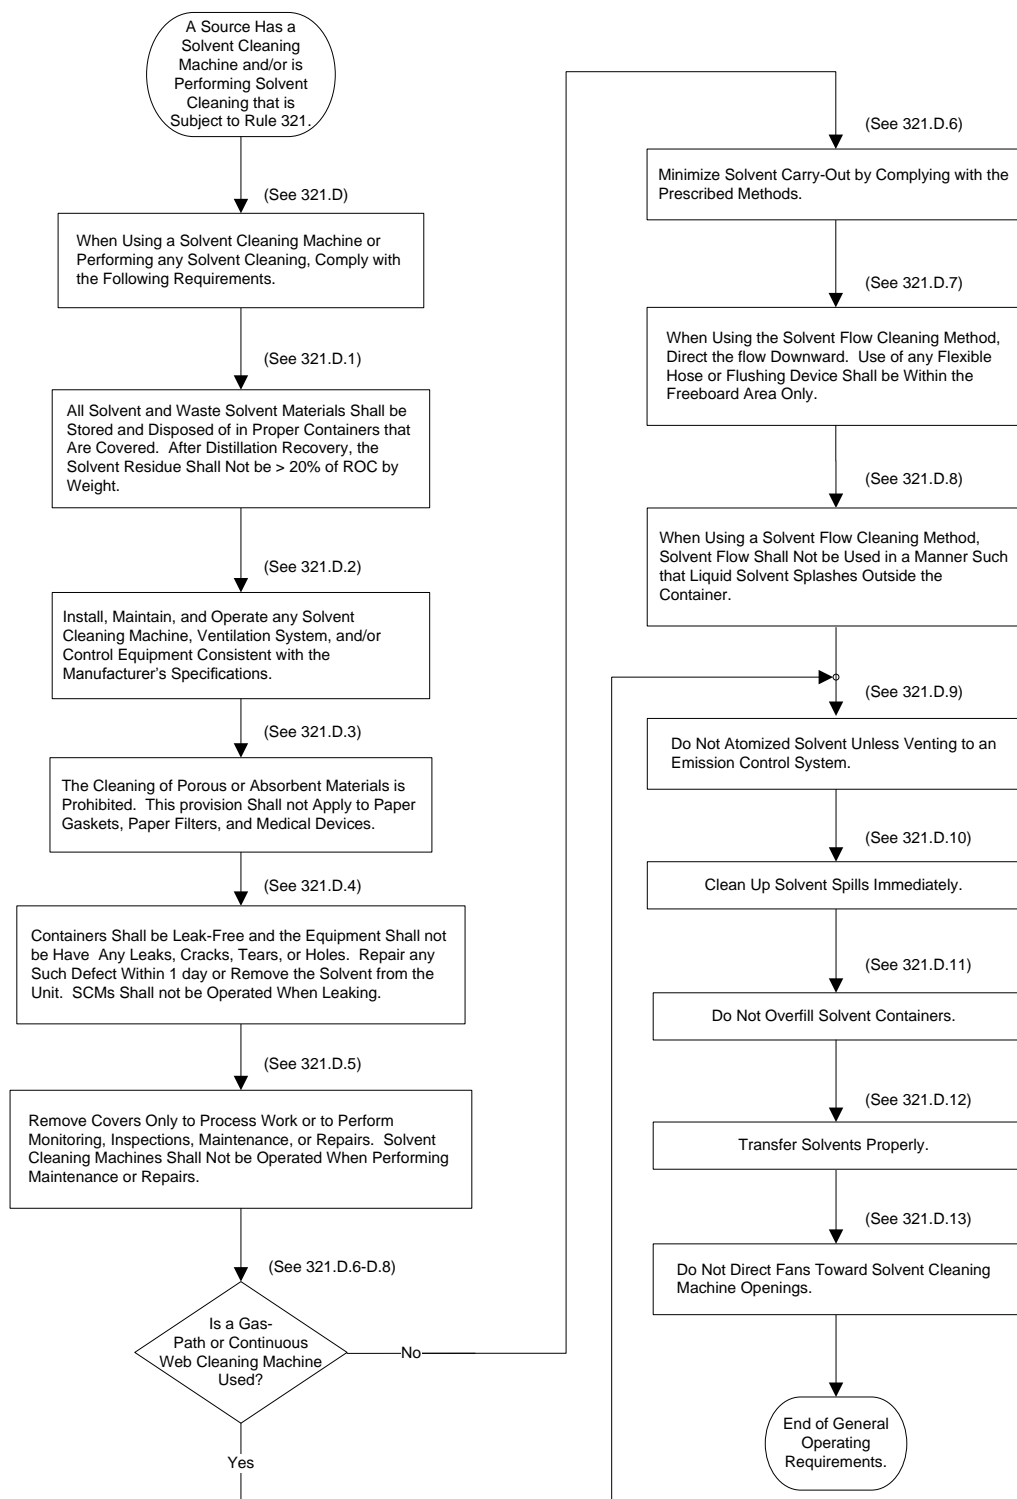 A Source Has a
Solvent Cleaning
Machine and/or is
Performing Solvent
Cleaning that is
Subject to Rule 321.
(See 321.D)
When Using a Solvent Cleaning Machine or
Performing any Solvent Cleaning, Comply with
the Following Requirements.
(See 321.D.1)
All Solvent and Waste Solvent Materials Shall be
Stored and Disposed of in Proper Containers that
Are Covered.  After Distillation Recovery, the
Solvent Residue Shall Not be > 20% of ROC by
Weight.
(See 321.D.2)
Install, Maintain, and Operate any Solvent
Cleaning Machine, Ventilation System, and/or
Control Equipment Consistent with the
Manufacturer's Specifications.
(See 321.D.3)
The Cleaning of Porous or Absorbent Materials is
Prohibited.  This provision Shall not Apply to Paper
Gaskets, Paper Filters, and Medical Devices.
(See 321.D.4)
Containers Shall be Leak-Free and the Equipment Shall not
be Have  Any Leaks, Cracks, Tears, or Holes.  Repair any
Such Defect Within 1 day or Remove the Solvent from the
Unit.  SCMs Shall not be Operated When Leaking.
(See 321.D.5)
Remove Covers Only to Process Work or to Perform
Monitoring, Inspections, Maintenance, or Repairs.  Solvent
Cleaning Machines Shall Not be Operated When Performing
Maintenance or Repairs.
(See 321.D.6-D.8)
Is a Gas-
Path or Continuous
Web Cleaning Machine
Used?
No
Yes
(See 321.D.6)
Minimize Solvent Carry-Out by Complying with the
Prescribed Methods.
(See 321.D.7)
When Using the Solvent Flow Cleaning Method,
Direct the flow Downward.  Use of any Flexible
Hose or Flushing Device Shall be Within the
Freeboard Area Only.
(See 321.D.8)
When Using a Solvent Flow Cleaning Method,
Solvent Flow Shall Not be Used in a Manner Such
that Liquid Solvent Splashes Outside the
Container.
(See 321.D.9)
Do Not Atomized Solvent Unless Venting to an
Emission Control System.
(See 321.D.10)
Clean Up Solvent Spills Immediately.
(See 321.D.11)
Do Not Overfill Solvent Containers.
(See 321.D.12)
Transfer Solvents Properly.
(See 321.D.13)
Do Not Direct Fans Toward Solvent Cleaning
Machine Openings.
End of General
Operating
Requirements.